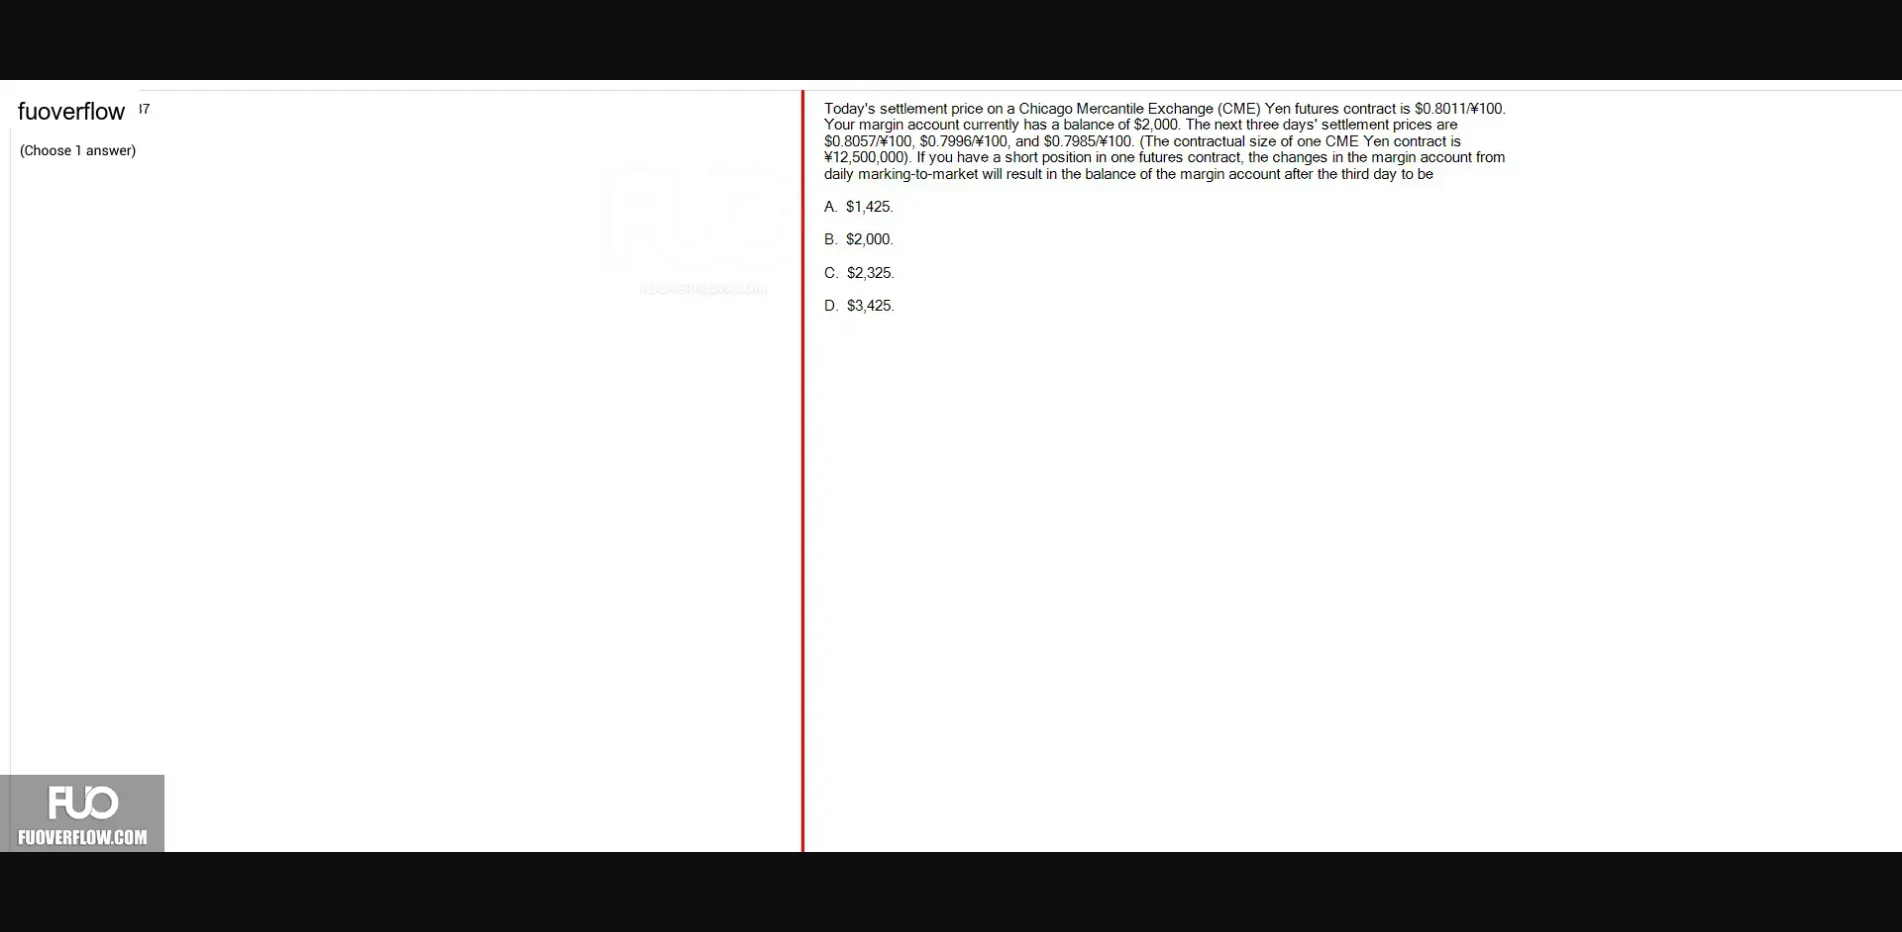 fuoverflow
(Choose 1 answer)
Today's settlement price on a Chicago Mercantile Exchange (CME) Yen futures contract is $0.8011/¥100.
Your margin account currently has a balance of $2,000. The next three days' settlement prices are
$0.8057/¥100, $0.7996/¥100, and $0.7985/¥100. (The contractual size of one CME Yen contract is
¥12,500,000). If you have a short position in one futures contract, the changes in the margin account from
daily marking-to-market will result in the balance of the margin account after the third day to be
A. $1,425.
B. $2,000.
C. $2,325.
D. $3,425.
FUOVERFLOW.COM
FUO
FUOVERFLOW.COM